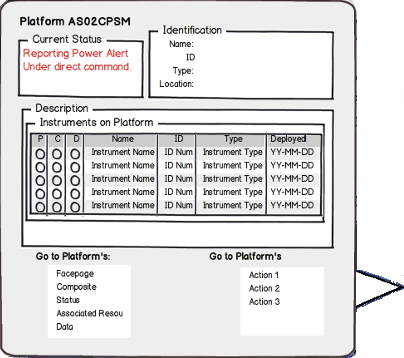 Platform AS02CPSM
Current Status
Reporting Power Alert
Under direct command.
Identification
Name:
ID
Type:
Location:
Description
Instruments on Platform
P C D Name ID Type Deployed
Instrument Name ID Num Instrument Type YY-MM-DD
Instrument Name ID Num Instrument Type YY-MM-DD
Instrument Name ID Num Instrument Type YY-MM-DD
Instrument Name ID Num Instrument Type YY-MM-DD
Instrument Name ID Num Instrument Type YY-MM-DD
Go to Platform's:
Facepage
Composite
Status
Associated Resou
Data
Go to Platform's
Action 1
Action 2
Action 3